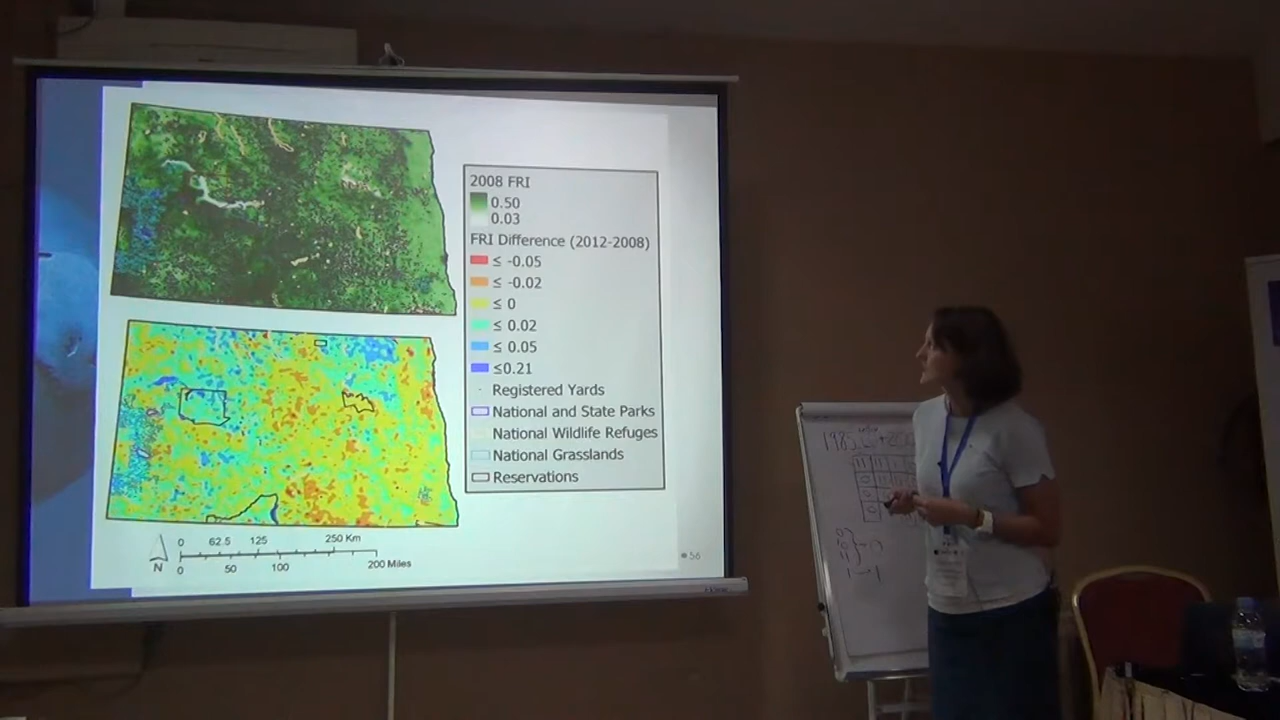 2008 FRI
0.50
0.03
FRI Difference (2012-2008)
≤ -0.05
≤ -0.02
≤ 0
≤ 0.02
≤ 0.05
≤0.21
Registered Yards
National and State Parks
National Wildlife Refuges
National Grasslands
Reservations
0 62.5 125 250 Km
N 0 50 100 200 Miles
56
1985